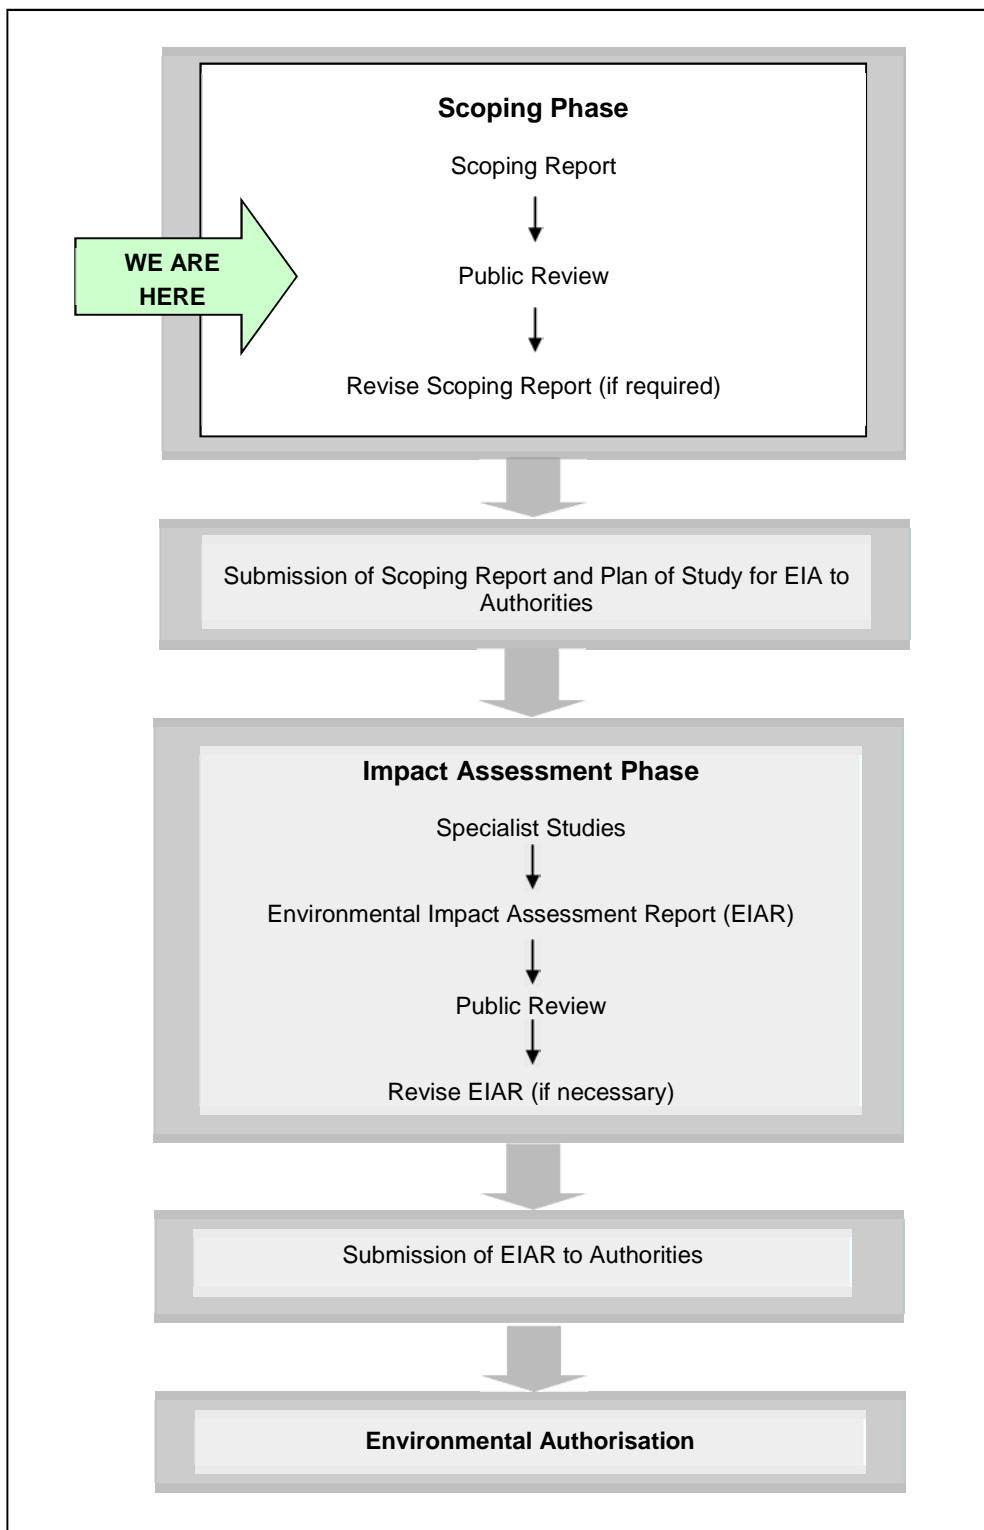 Scoping Phase
Scoping Report
WE ARE
HERE
Public Review
Revise Scoping Report (if required)
Submission of Scoping Report and Plan of Study for EIA to
Authorities
Impact Assessment Phase
Specialist Studies
Environmental Impact Assessment Report (EIAR)
Public Review
Revise EIAR (if necessary)
Submission of EIAR to Authorities
Environmental Authorisation